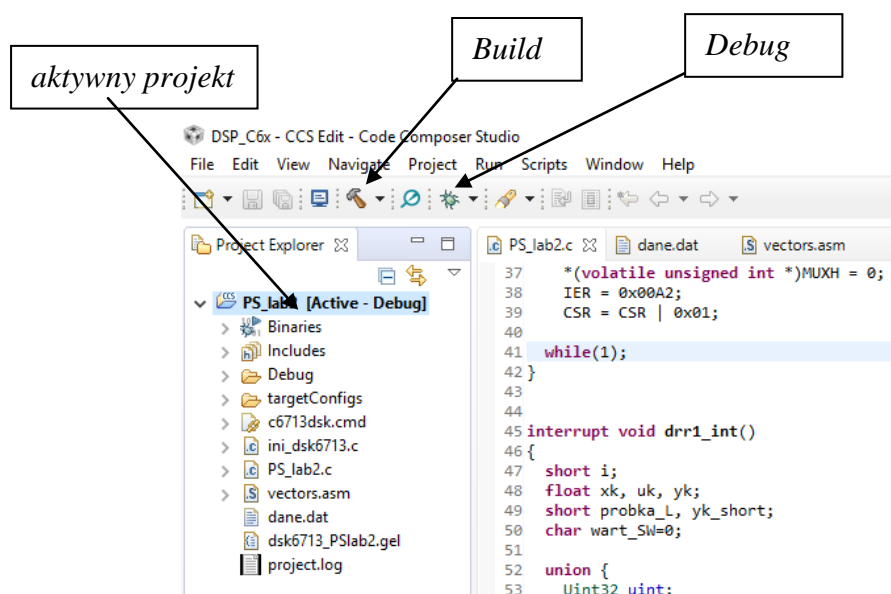 aktywny projekt
Build
Debug
DSP_C6x - CCS Edit - Code Composer Studio
File Edit View Navigate Project Run Scripts Window Help
Project Explorer
PS_lab2.c dane.dat vectors.asm
PS_lab2 [Active - Debug]
Binaries
Includes
Debug
targetConfigs
c6713dsk.cmd
ini_dsk6713.c
PS_lab2.c
vectors.asm
dane.dat
dsk6713_PSlab2.gel
project.log
37 *(volatile unsigned int *)MUXH = 0;
38 IER = 0x00A2;
39 CSR = CSR | 0x01;
40
41 while(1);
42 }
43
44
45 interrupt void drr1_int()
46 {
47 short i;
48 float xk, uk, yk;
49 short probka_L, yk_short;
50 char wart_SW=0;
51
52 union {
53 Uint32 uint;